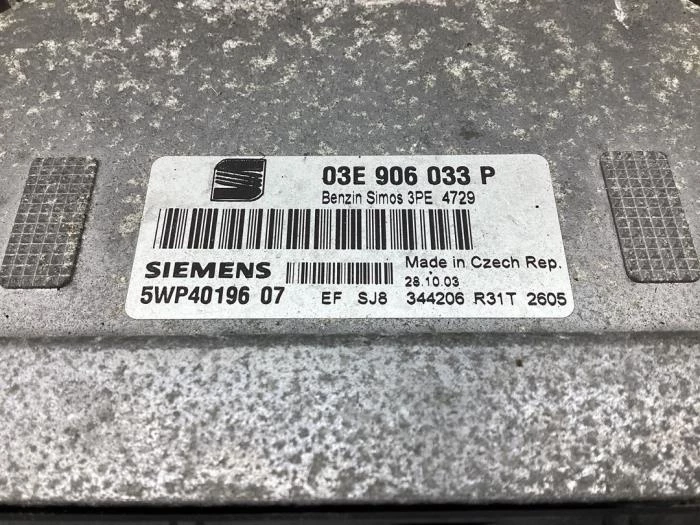 03E 906 033 P
Benzin Simos 3PE 4729
SIEMENS
Made in Czech Rep.
28.10.03
5WP40196 07
EF SJ8 344206 R31T 2605